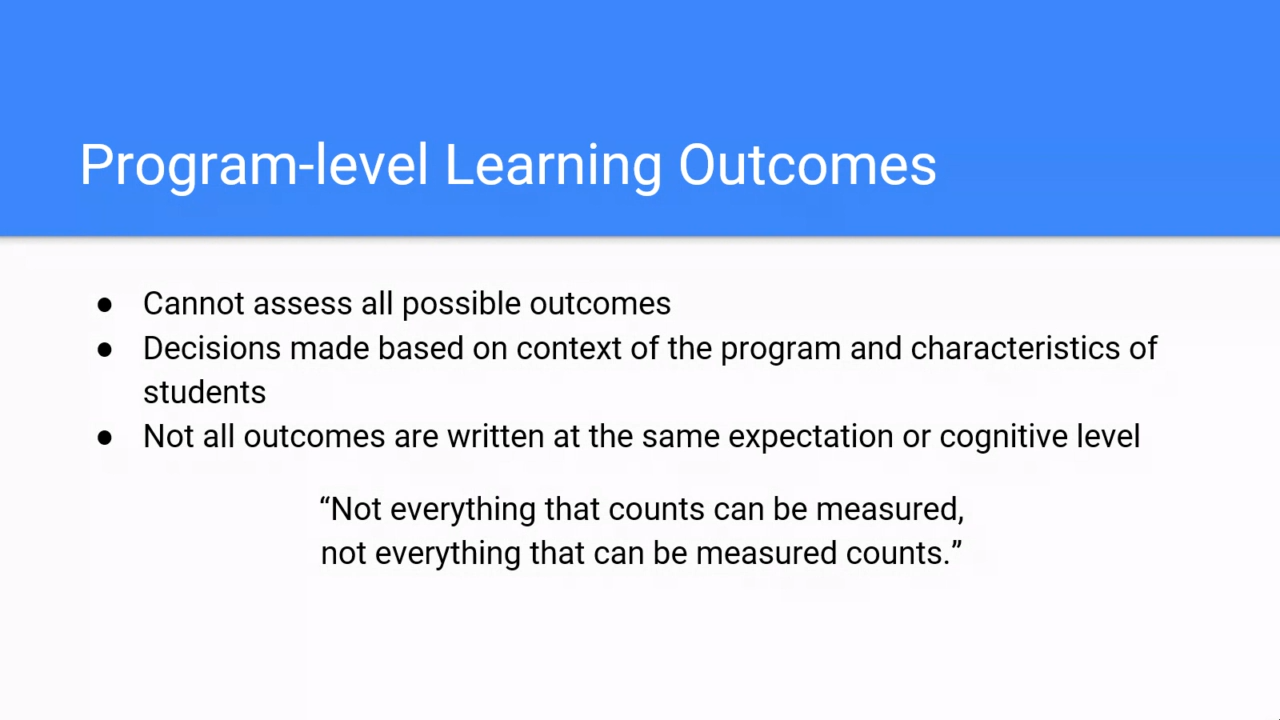 Program-level Learning Outcomes
● Cannot assess all possible outcomes
● Decisions made based on context of the program and characteristics of
students
● Not all outcomes are written at the same expectation or cognitive level
“Not everything that counts can be measured,
not everything that can be measured counts.”